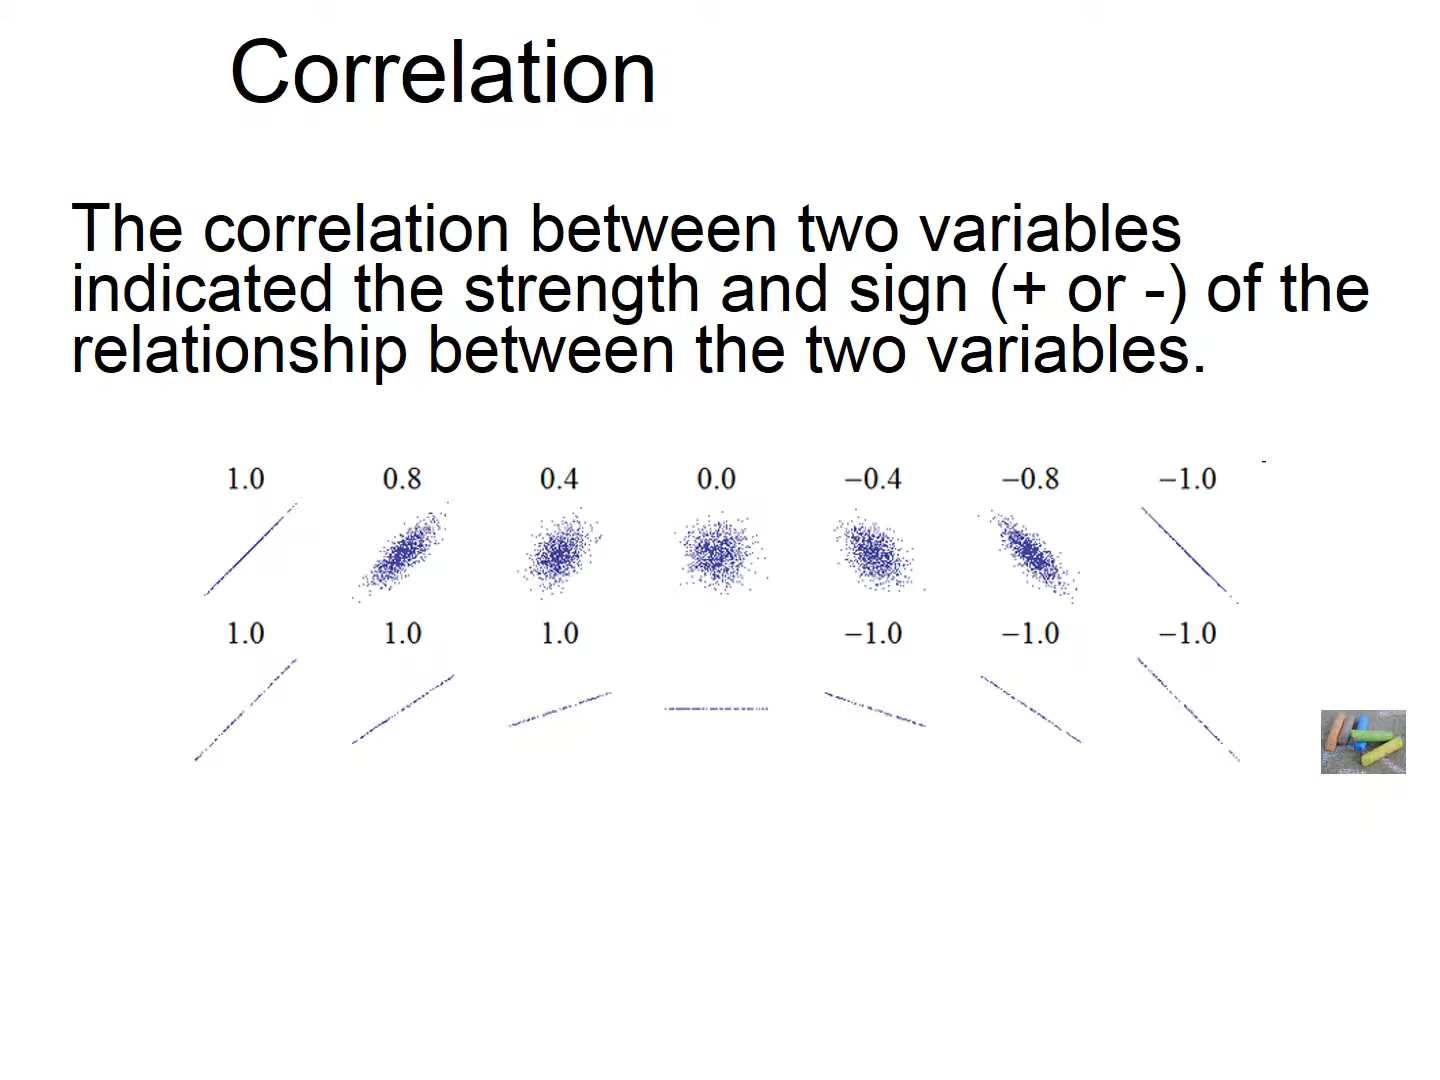 Correlation
The correlation between two variables
indicated the strength and sign (+ or -) of the
relationship between the two variables.
1.0 0.8 0.4 0.0 −0.4 −0.8 −1.0
1.0 1.0 1.0 −1.0 −1.0 −1.0